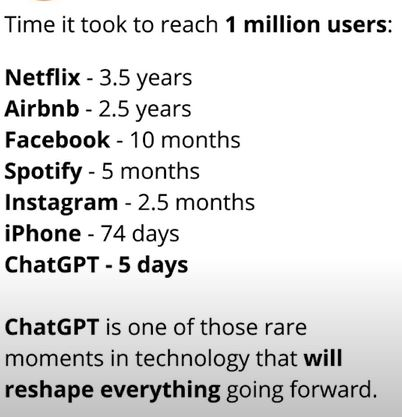 Time it took to reach 1 million users:
Netflix - 3.5 years
Airbnb - 2.5 years
Facebook - 10 months
Spotify - 5 months
Instagram - 2.5 months
iPhone - 74 days
ChatGPT - 5 days
ChatGPT is one of those rare
moments in technology that will
reshape everything going forward.